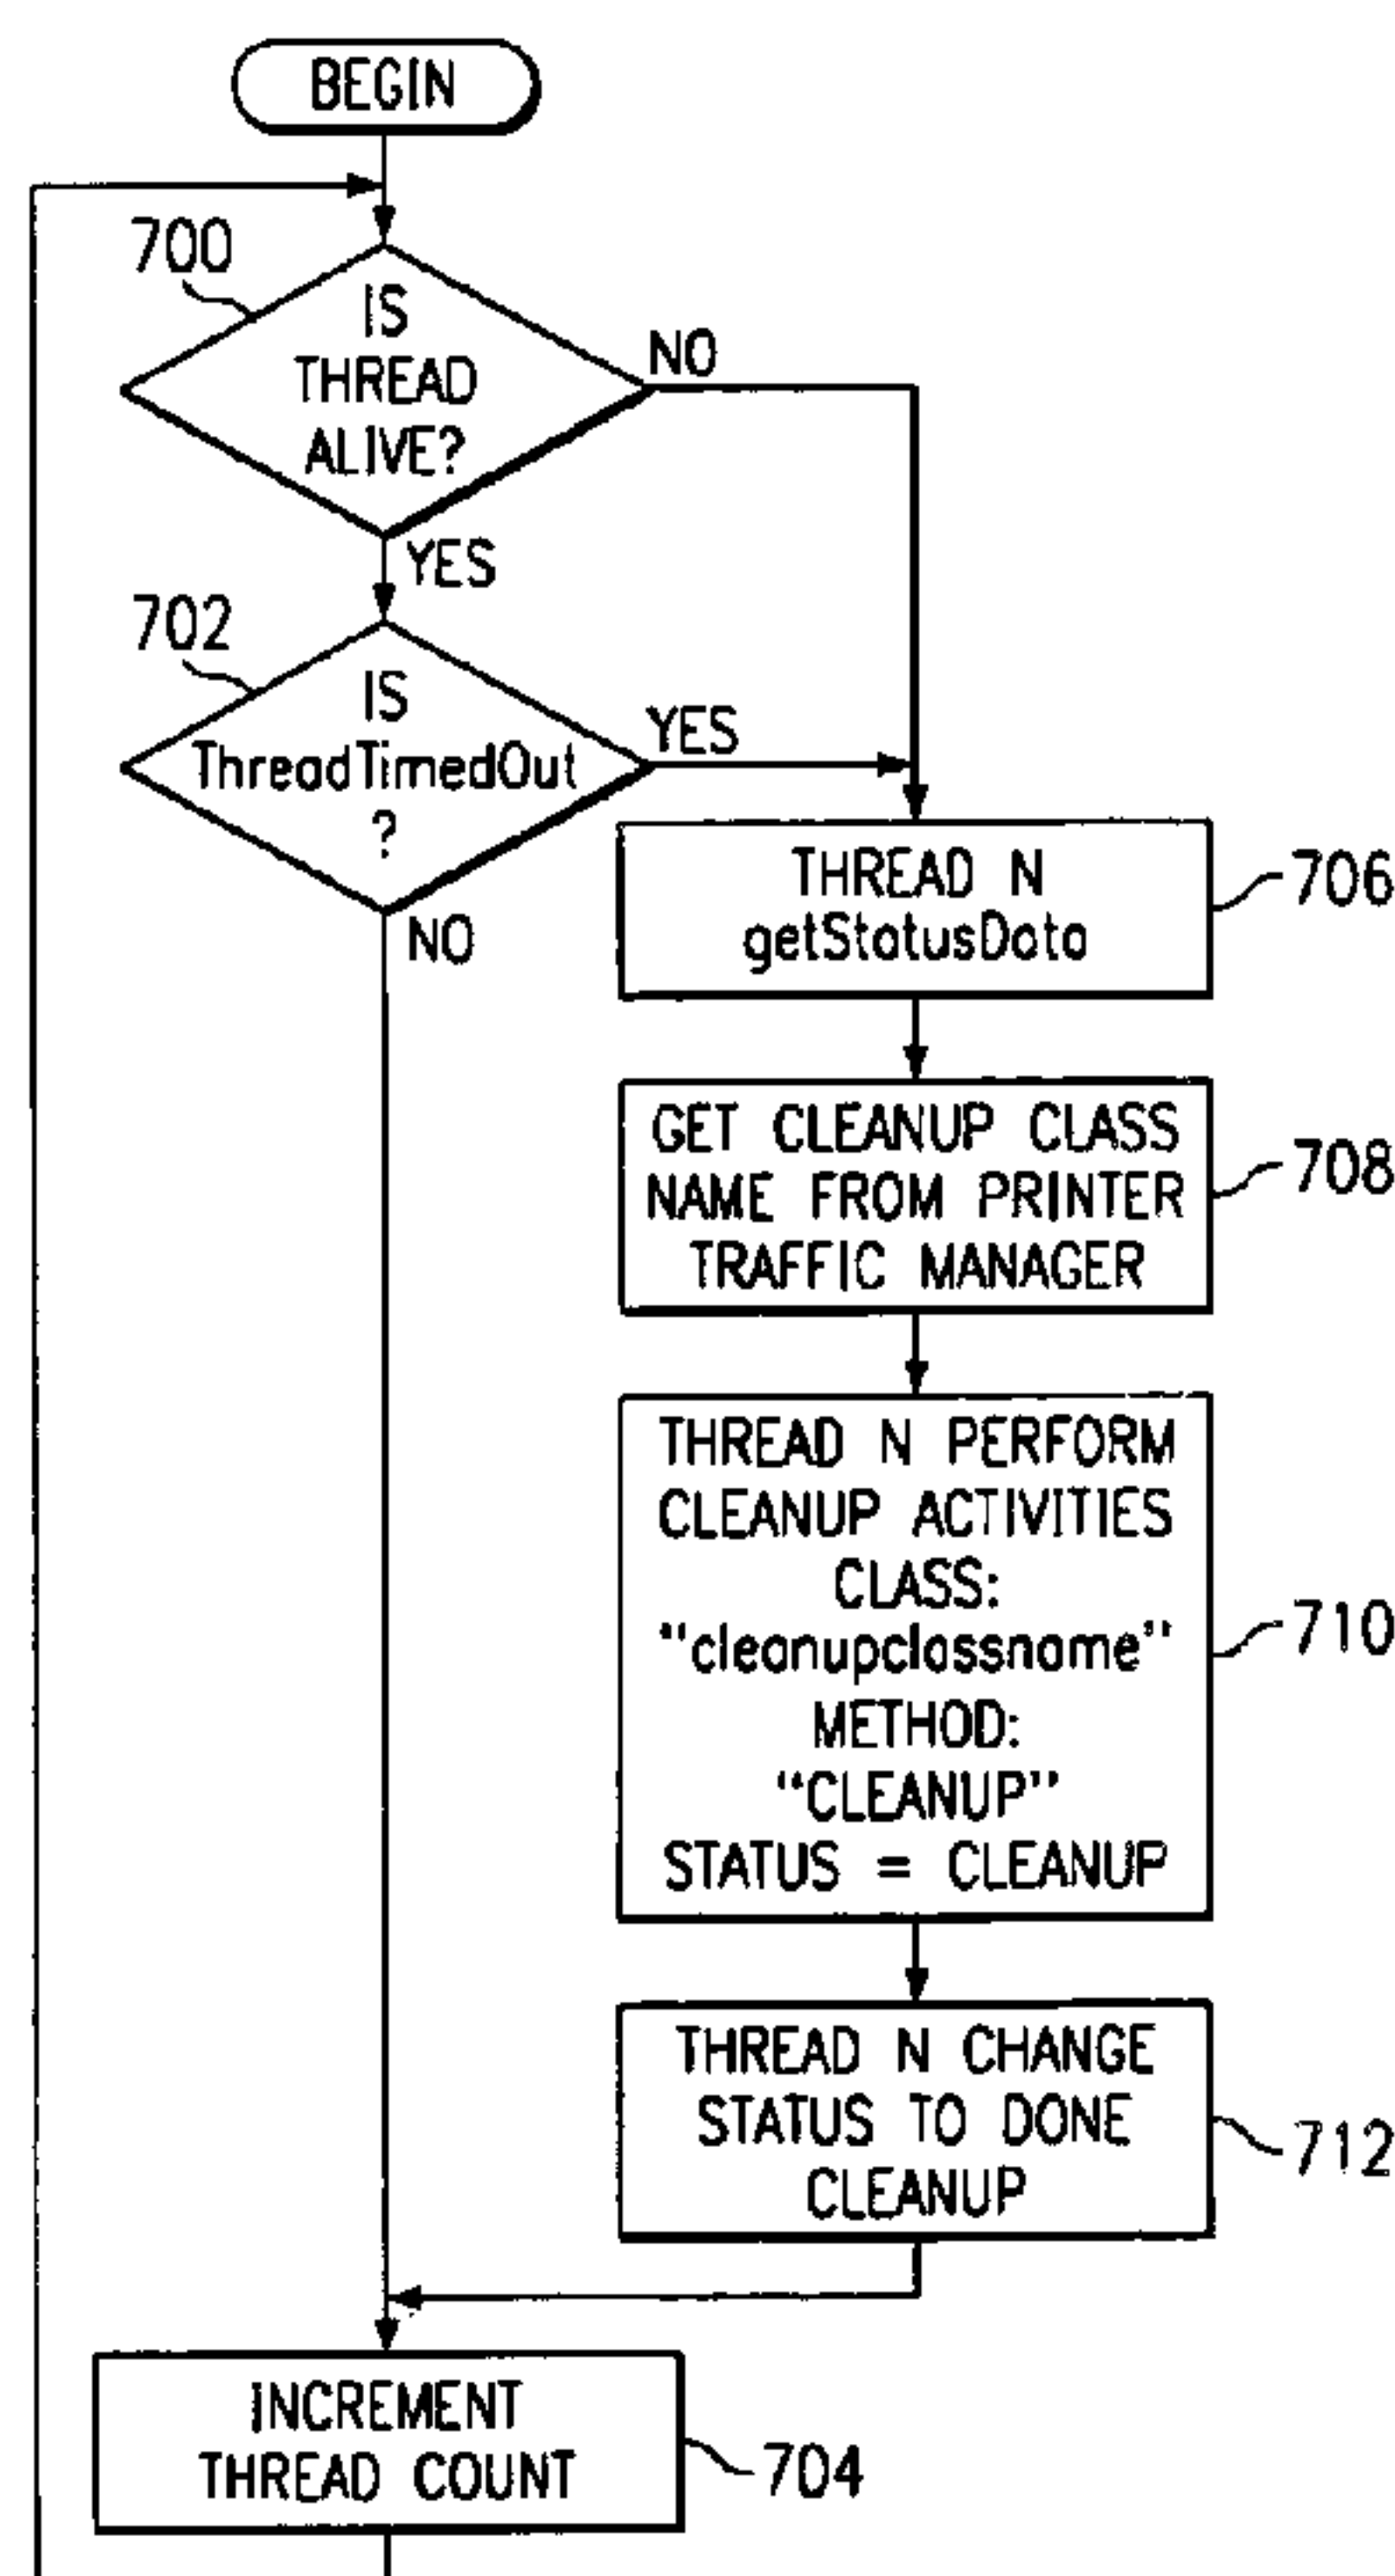 BEGIN
700
IS
THREAD
ALIVE?
NO
YES
702
IS
ThreadTimedOut
?
YES
NO
THREAD N
getStatusData
706
GET CLEANUP CLASS
NAME FROM PRINTER
TRAFFIC MANAGER
708
THREAD N PERFORM
CLEANUP ACTIVITIES
CLASS:
"cleanupclassname"
METHOD:
"CLEANUP"
STATUS = CLEANUP
710
THREAD N CHANGE
STATUS TO DONE
CLEANUP
712
INCREMENT
THREAD COUNT
704